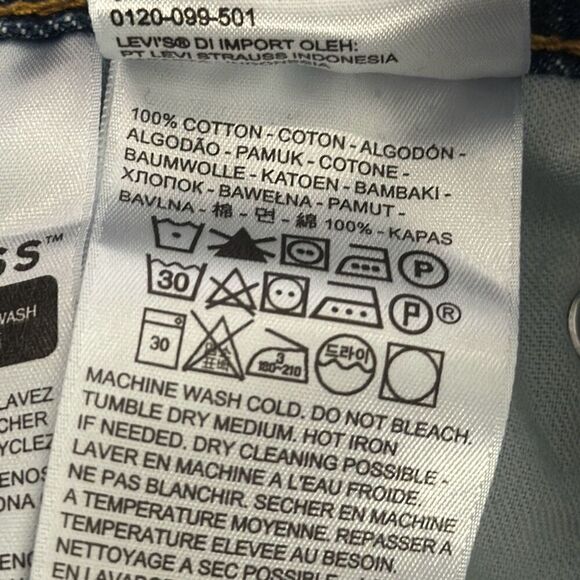 0120-099-501
LEVI'S® DI IMPORT OLEH:
PT LEVI STRAUSS INDONESIA
100% COTTON - COTON - ALGODÓN -
ALGODÃO - PAMUK - COTONE -
BAUMWOLLE - KATOEN - BAMBAKI -
ХЛОПОК - BAWEŁNA - PAMUT -
BAVLNA - 棉 - 면 - 綿 100% - KAPAS
P
30 P ®
30 3 180-210 드라이
MACHINE WASH COLD. DO NOT BLEACH.
TUMBLE DRY MEDIUM. HOT IRON
IF NEEDED. DRY CLEANING POSSIBLE -
LAVER EN MACHINE A L'EAU FROIDE.
NE PAS BLANCHIR. SECHER EN MACHINE
A TEMPERATURE MOYENNE. REPASSER A
TEMPERATURE ELEVEE AU BESOIN.
NETTOYAGE A SEC POSSIBLE -
SS™
WASH
LAVEZ